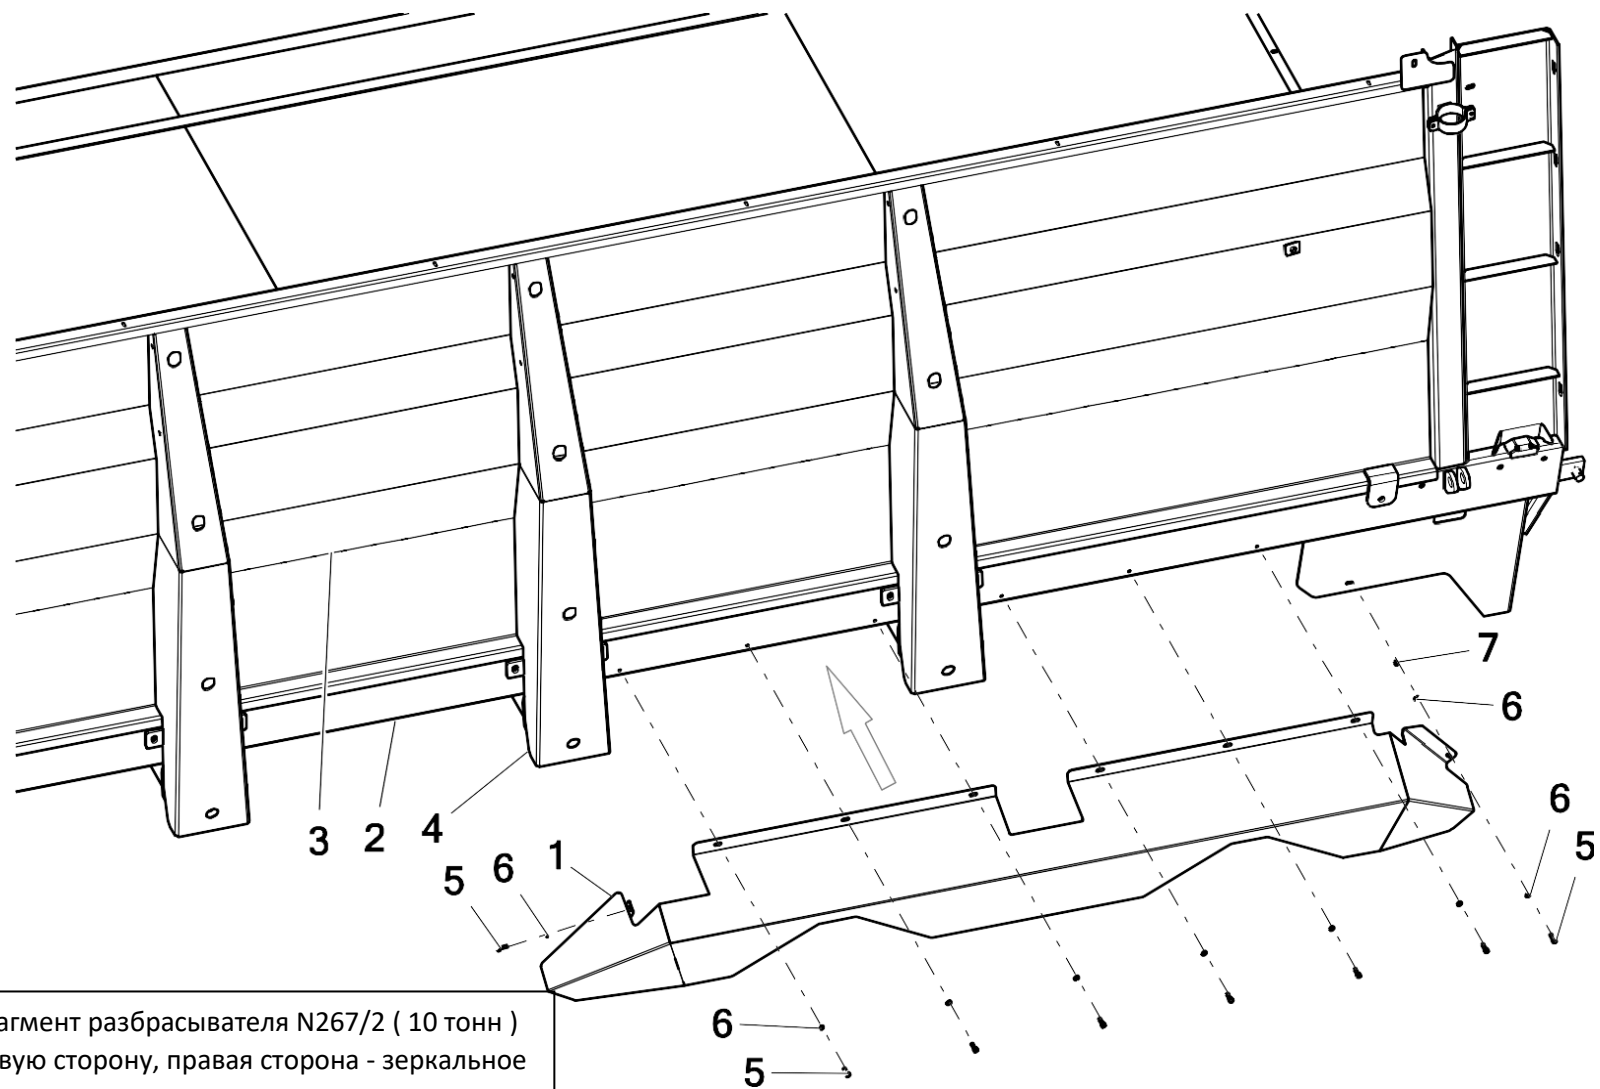 7
6
6
5
3 2 4
5 6 1
6
5
агмент разбрасывателя N267/2 ( 10 тонн )
вую сторону, правая сторона - зеркальное